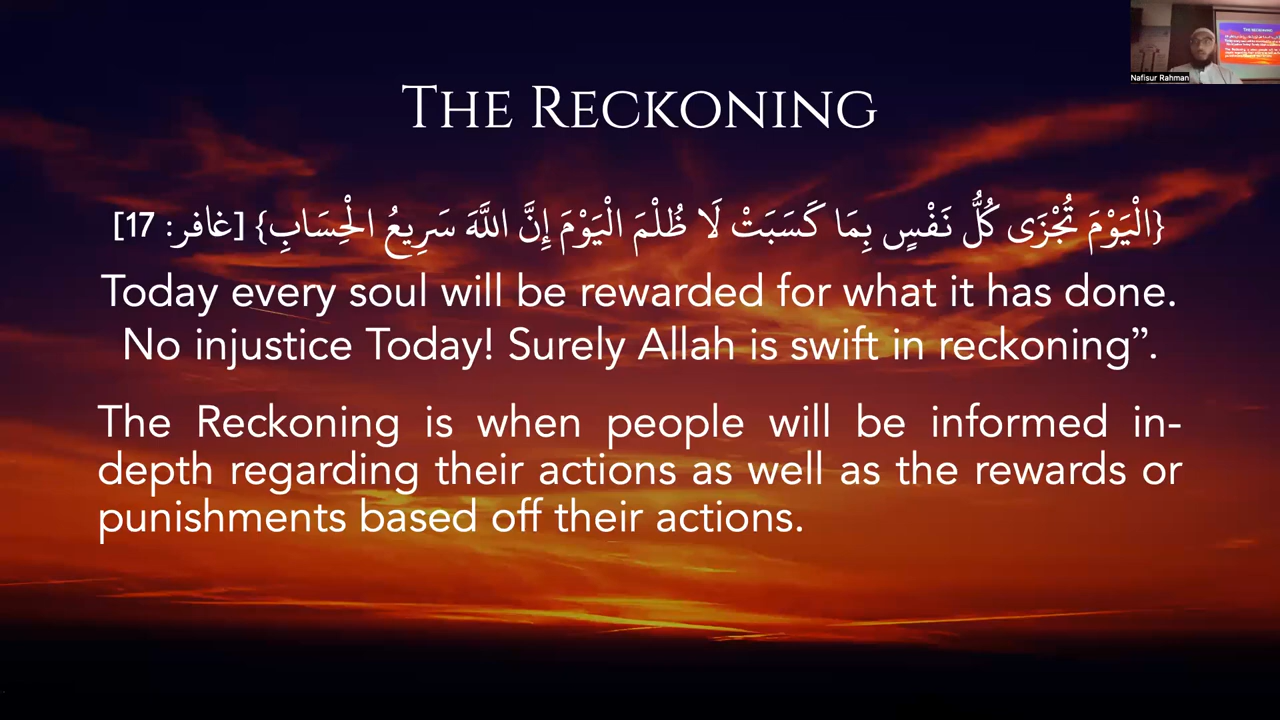 THE RECKONING
{الْيَوْمَ تُجْزَى كُلُّ نَفْسٍ بِمَا كَسَبَتْ لَا ظُلْمَ الْيَوْمَ إِنَّ اللَّهَ سَرِيعُ الْحِسَابِ} [غافر: 17]
Today every soul will be rewarded for what it has done.
No injustice Today! Surely Allah is swift in reckoning”.
The Reckoning is when people will be informed in-
depth regarding their actions as well as the rewards or
punishments based off their actions.
Nafisur Rahman